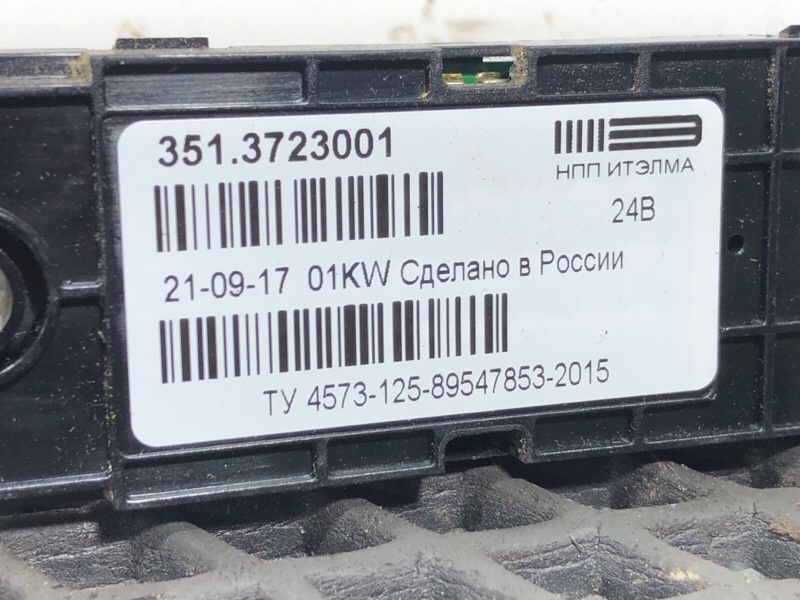 351.3723001
НПП ИТЭЛМА
24В
21-09-17 01KW Сделано в России
ТУ 4573-125-89547853-2015